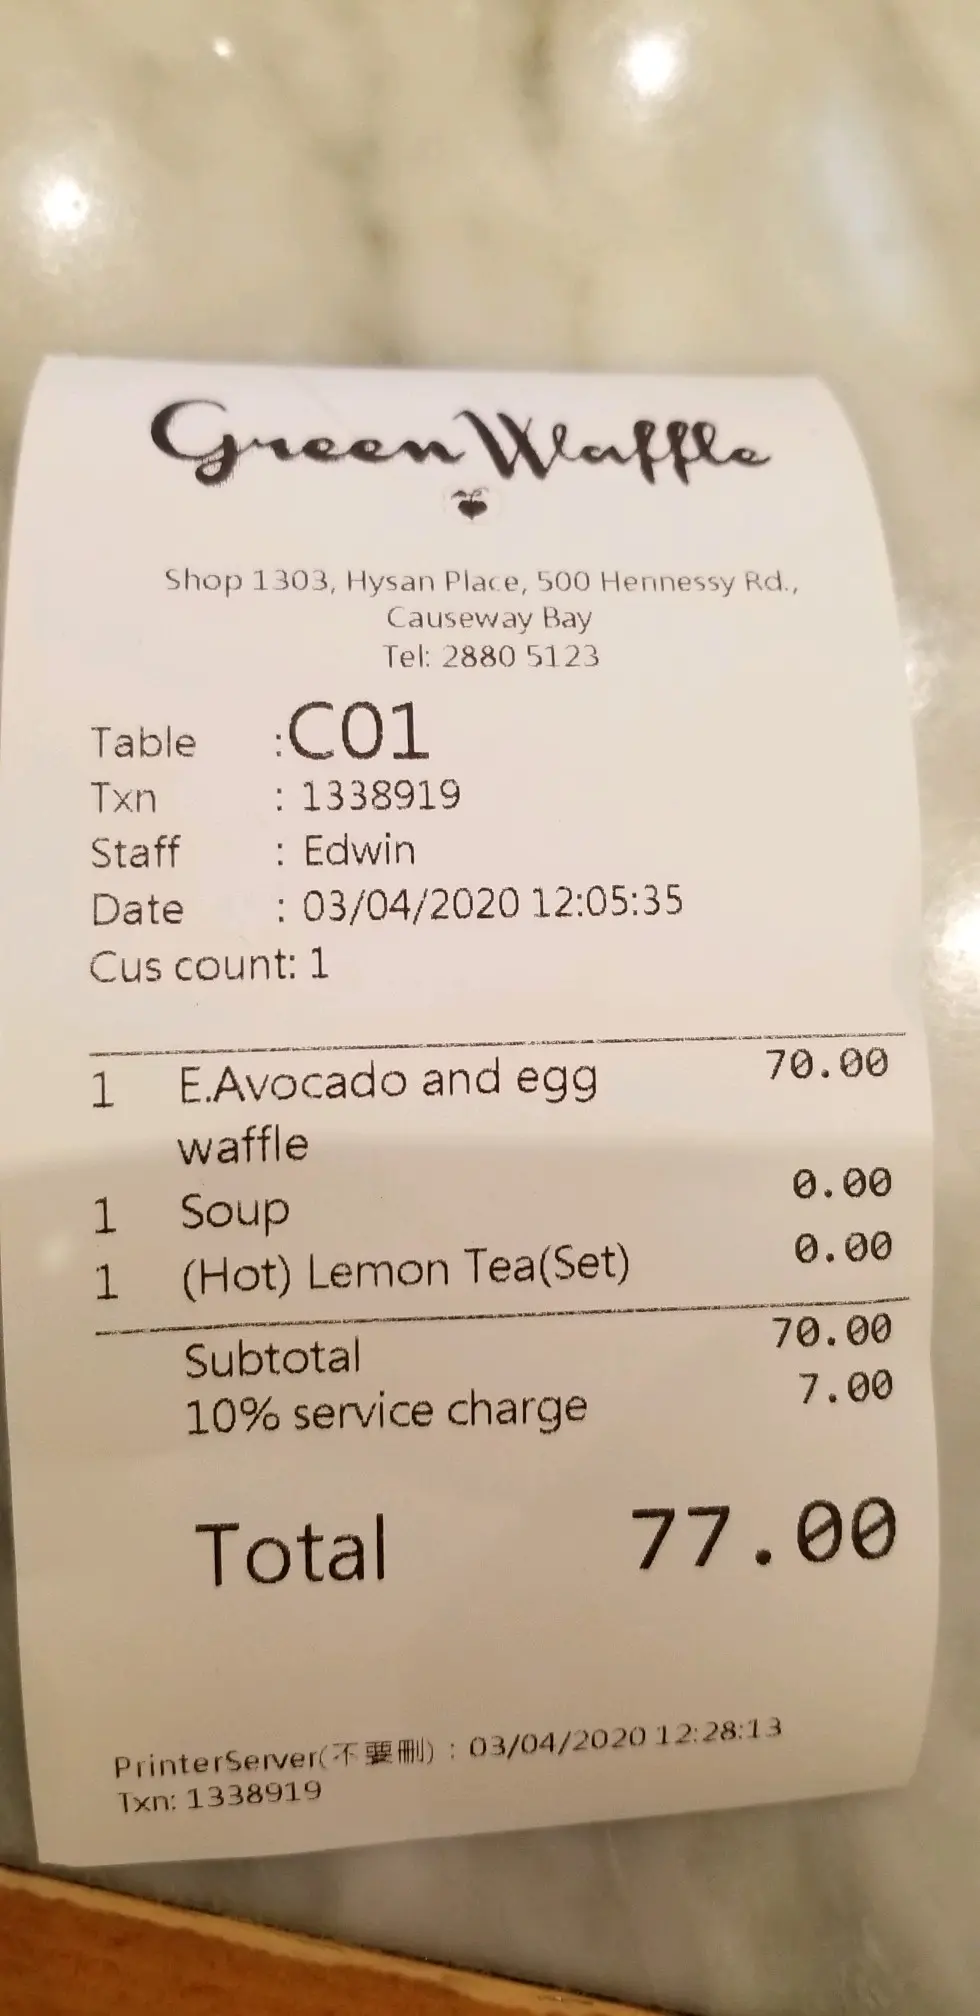 Green Waffle
Shop 1303, Hysan Place, 500 Hennessy Rd.,
Causeway Bay
Tel: 2880 5123
Table :C01
Txn : 1338919
Staff : Edwin
Date : 03/04/2020 12:05:35
Cus count: 1
1 E.Avocado and egg 70.00
waffle
1 Soup 0.00
1 (Hot) Lemon Tea(Set) 0.00
Subtotal 70.00
10% service charge 7.00
Total 77.00
PrinterServer(不要刪) : 03/04/2020 12:28:13
Txn: 1338919